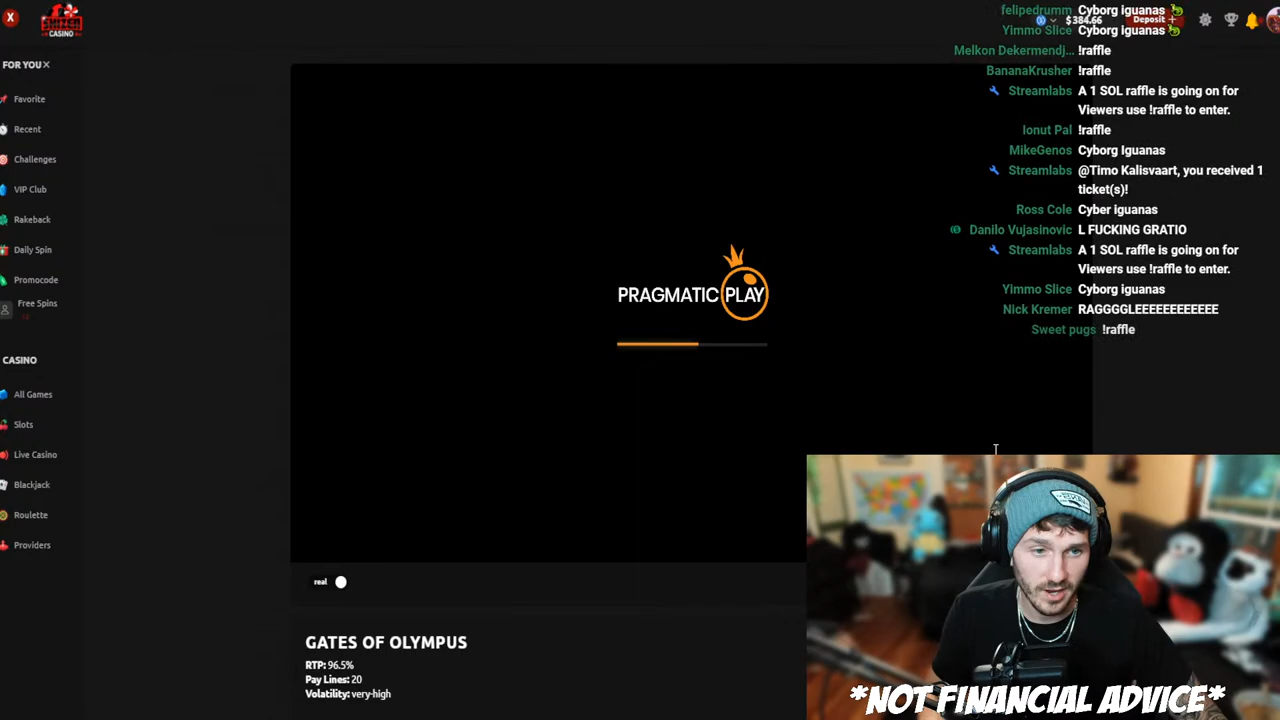 X
SHIZEN
CASINO
$384.66
Deposit +
FOR YOU X
Favorite
Recent
Challenges
VIP Club
Rakeback
Daily Spin
Promocode
Free Spins
CASINO
All Games
Slots
Live Casino
Blackjack
Roulette
Providers
PRAGMATIC PLAY
real
GATES OF OLYMPUS
RTP: 96.5%
Pay Lines: 20
Volatility: very-high
felipedrumm Cyborg iguanas
Yimmo Slice Cyborg iguanas
Melkon Dekermendj... !raffle
BananaKrusher !raffle
Streamlabs A 1 SOL raffle is going on for
Viewers use !raffle to enter.
Ionut Pal !raffle
MikeGenos Cyborg Iguanas
Streamlabs @Timo Kalisvaart, you received 1
ticket(s)!
Ross Cole Cyber iguanas
Danilo Vujasinovic L FUCKING GRATIO
Streamlabs A 1 SOL raffle is going on for
Viewers use !raffle to enter.
Yimmo Slice Cyborg iguanas
Nick Kremer RAGGGGLEEEEEEEEEEEE
Sweet pugs !raffle
*NOT FINANCIAL ADVICE*